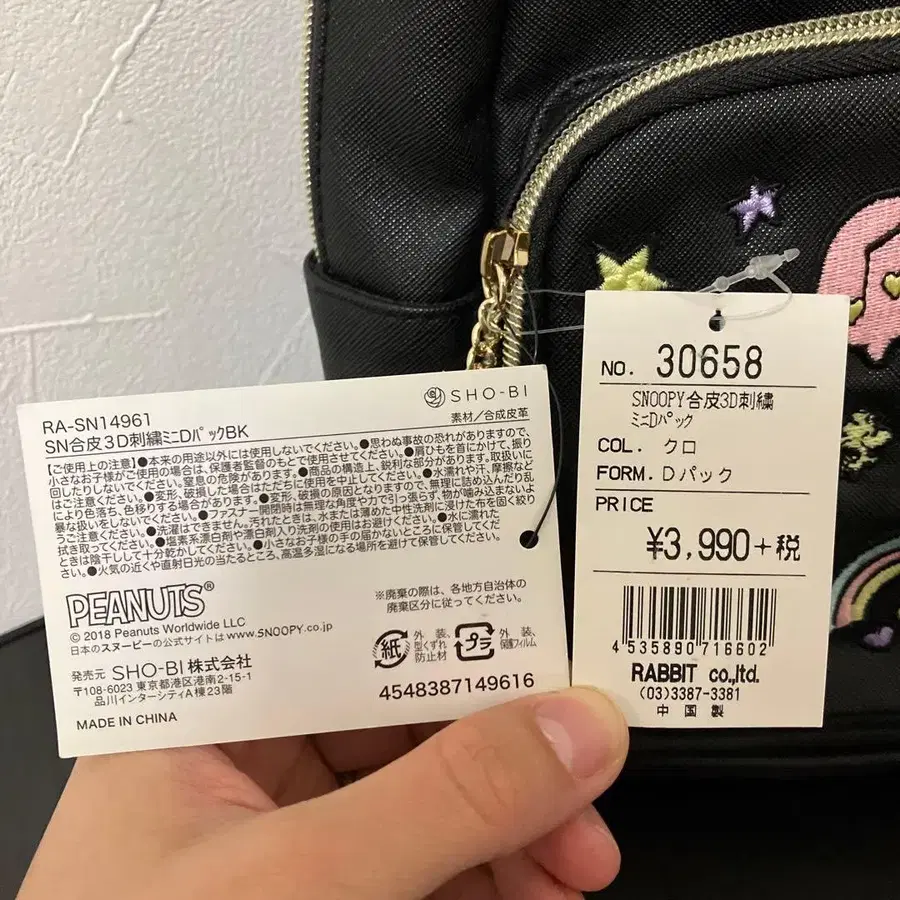 SHO-BI
RA-SN14961
素材/合成皮革
SN合皮3D刺繍ミニDパックBK
【ご使用上の注意】●本来の用途以外には使用しないでください。●思わぬ事故の恐れがありますので、
小さなお子様がご使用の場合は、保護者監督のもとで使用させてください。●肩ひもを首にかけて、振り
回したりしないでください。窒息の危険があります。●商品の構造上、鋭利な部分があります。取扱いに
はご注意ください。●変形、破損した場合はただちに使用を中止してください。●水濡れや汗、摩擦など
により色落ち、色移りする場合があります。●変形、破損の原因となりますので、無理に詰め込んだり乱
暴な扱いをしないでください。●ファスナー開閉時は無理な角度や力で引っ張らず、物が噛み込まないよ
うご注意ください。●洗濯はできません。汚れたときは、水または薄めた中性洗剤に浸けた布を固く絞り
拭き取ってください。●塩素系漂白剤や漂白剤入り洗剤の使用はお避けください。●水に濡れた
ときは陰干しして十分乾かしてください。●小さなお子様の手の届かないところに保管してください。
●火気の近くや直射日光の当たるところ、高温多湿になる場所を避けて保管してください。
PEANUTS®
© 2018 Peanuts Worldwide LLC
日本のスヌーピーの公式サイトは www.SNOOPY.co.jp
※廃棄の際は、各地方自治体の
廃棄区分に従ってください。
紙
外装、
型くずれ
防止材
プラ
外装、
保護フィルム
発売元 SHO-BI株式会社
〒108-6023 東京都港区港南2-15-1
品川インターシティA棟23階
4548387149616
MADE IN CHINA
NO. 30658
SNOOPY合皮3D刺繍
ミニDパック
COL. クロ
FORM. Dパック
PRICE
¥3,990+税
4 535890 716602
RABBIT co.,ltd.
(03)3387-3381
中国製